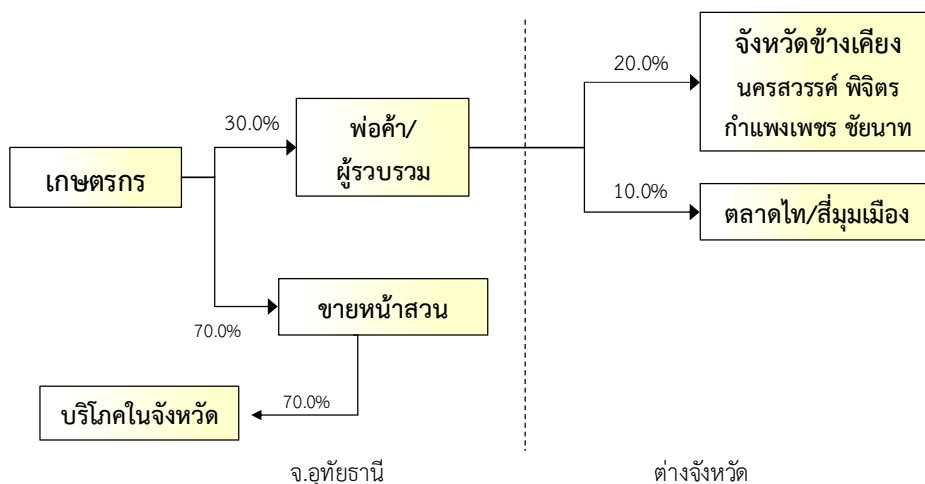 จังหวัดข้างเคียง
นครสวรรค์ พิจิตร
กำแพงเพชร ชัยนาท
20.0%
30.0%
พ่อค้า/
ผู้รวบรวม
เกษตรกร
10.0%
ตลาดไท/สี่มุมเมือง
ขายหน้าสวน
70.0%
บริโภคในจังหวัด
70.0%
จ.อุทัยธานี
ต่างจังหวัด